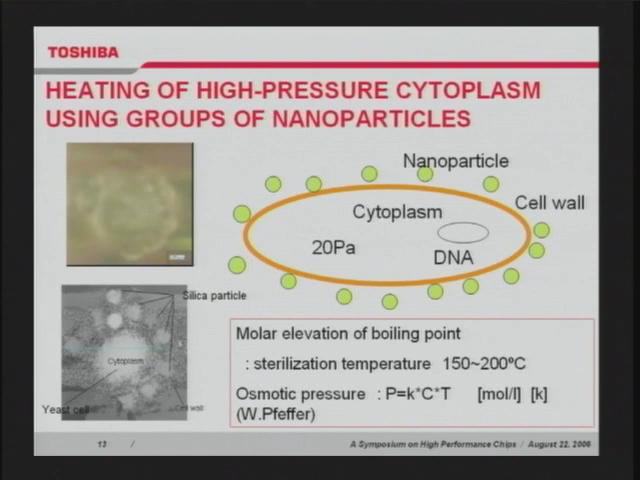 TOSHIBA
HEATING OF HIGH-PRESSURE CYTOPLASM
USING GROUPS OF NANOPARTICLES
Nanoparticle
Cell wall
Cytoplasm
20Pa
DNA
Silica particle
Cytoplasm
Yeast cell
Cell wall
Molar elevation of boiling point
: sterilization temperature 150~200ºC
Osmotic pressure : P=k*C*T [mol/l] [k]
(W.Pfeffer)
13 /
A Symposium on High Performance Chips / August 22, 2006